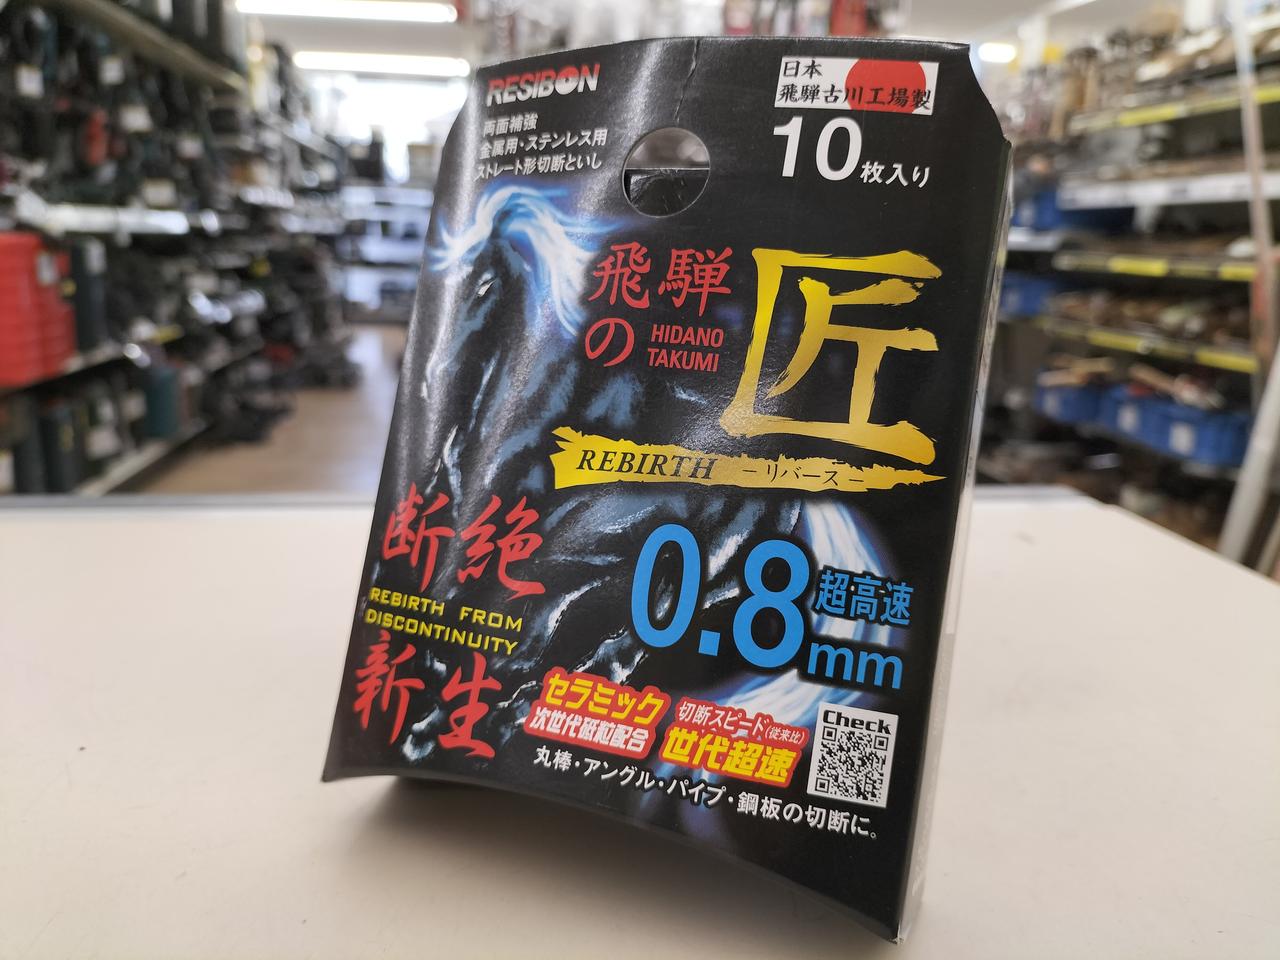 RESIBON
両面補強
金属用・ステンレス用
ストレート形切断といし
日本
飛騨古川工場製
10枚入り
飛騨の匠
HIDANO
TAKUMI
REBIRTH －リバース－
断絶
REBIRTH FROM
DISCONTINUITY
新生
0.8mm
超高速
セラミック
次世代砥粒配合
切断スピード(従来比)
世代超速
Check
丸棒・アングル・パイプ・鋼板の切断に。